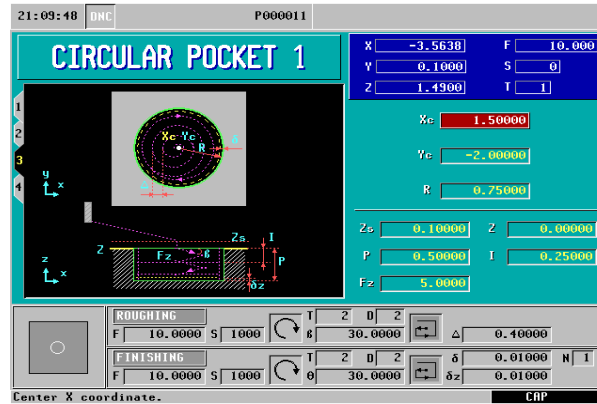 21:09:48 DNC P000011
CIRCULAR POCKET 1
X -3.5638 F 10.000
Y 0.1000 S 0
Z 1.4900 T 1
1
2
3
4
Xc Yc
R
δ
Δ
y
x
Z
Zs
I
Fz
ß
P
δz
z
x
Xc 1.50000
Yc -2.00000
R 0.75000
Zs 0.10000 Z 0.00000
P 0.50000 I 0.25000
Fz 5.0000
ROUGHING T 2 D 2
F 10.0000 S 1000 ß 30.0000 Δ 0.40000
FINISHING T 2 D 2 δ 0.01000 N 1
F 10.0000 S 1000 θ 30.0000 δz 0.01000
Center X coordinate. CAP